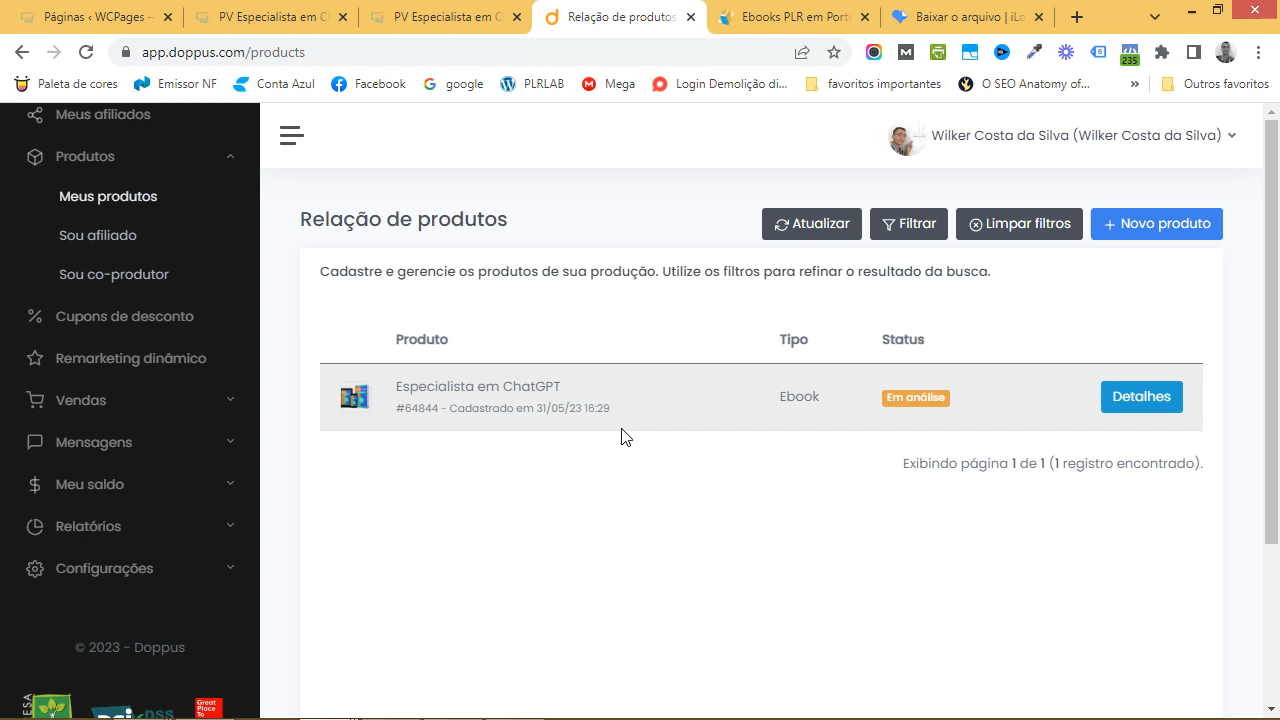 Páginas ‹ WCPages –
PV Especialista em C
PV Especialista em C
Relação de produtos
Ebooks PLR em Port
Baixar o arquivo | iLo
app.doppus.com/products
235
Paleta de cores
Emissor NF
Conta Azul
Facebook
google
PLRLAB
Mega
Login Demolição di...
favoritos importantes
O SEO Anatomy of...
Outros favoritos
Meus afiliados
Produtos
Meus produtos
Sou afiliado
Sou co-produtor
Cupons de desconto
Remarketing dinâmico
Vendas
Mensagens
Meu saldo
Relatórios
Configurações
© 2023 - Doppus
Great
Place
To
Wilker Costa da Silva (Wilker Costa da Silva)
Relação de produtos
Atualizar
Filtrar
Limpar filtros
+ Novo produto
Cadastre e gerencie os produtos de sua produção. Utilize os filtros para refinar o resultado da busca.
Produto Tipo Status
Especialista em ChatGPT
#64844 - Cadastrado em 31/05/23 16:29
Ebook
Em análise
Detalhes
Exibindo página 1 de 1 (1 registro encontrado).